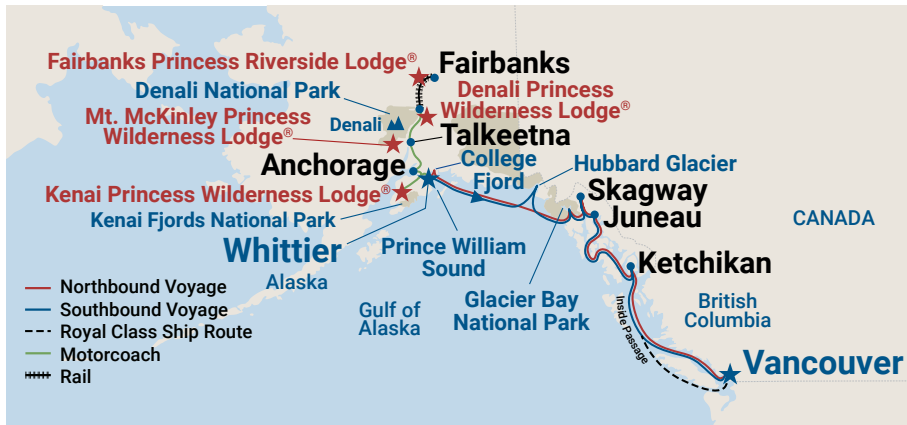 Fairbanks Princess Riverside Lodge®
Fairbanks
Denali National Park
Denali Princess
Wilderness Lodge®
Mt. McKinley Princess
Wilderness Lodge®
Denali
Talkeetna
Anchorage
College
Fjord
Hubbard Glacier
Kenai Princess Wilderness Lodge®
Skagway
Kenai Fjords National Park
Juneau
CANADA
Whittier
Prince William
Sound
Ketchikan
Alaska
Glacier Bay
National Park
Gulf of
Alaska
British
Columbia
Inside Passage
Vancouver
Northbound Voyage
Southbound Voyage
Royal Class Ship Route
Motorcoach
Rail